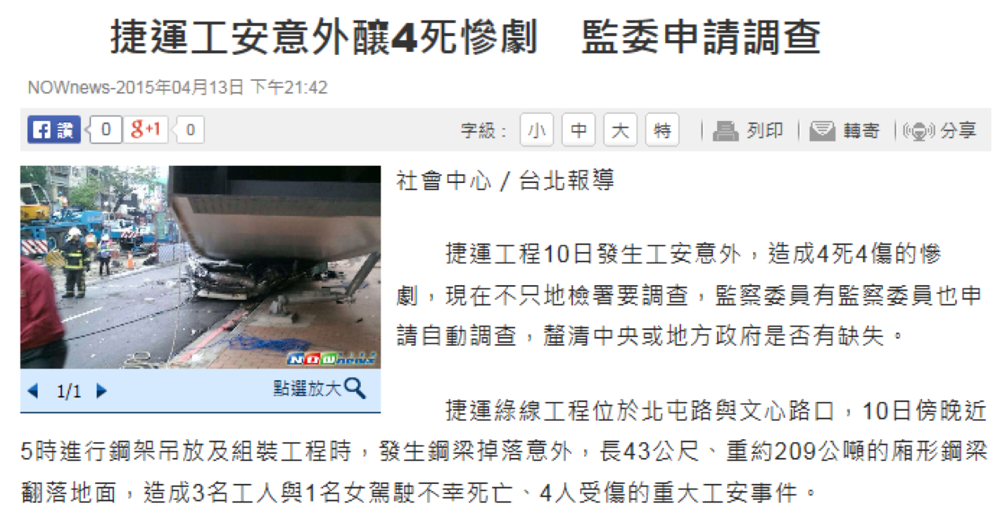 捷運工安意外釀4死慘劇　監委申請調查
NOWnews-2015年04月13日 下午21:42
讚 0 g+1 0 字級： 小 中 大 特 列印 轉寄 分享
社會中心 / 台北報導
捷運工程10日發生工安意外，造成4死4傷的慘
劇，現在不只地檢署要調查，監察委員有監察委員也申
請自動調查，釐清中央或地方政府是否有缺失。
NOWnews
1/1 點選放大
捷運綠線工程位於北屯路與文心路口，10日傍晚近
5時進行鋼架吊放及組裝工程時，發生鋼梁掉落意外，長43公尺、重約209公噸的廂形鋼梁
翻落地面，造成3名工人與1名女駕駛不幸死亡、4人受傷的重大工安事件。